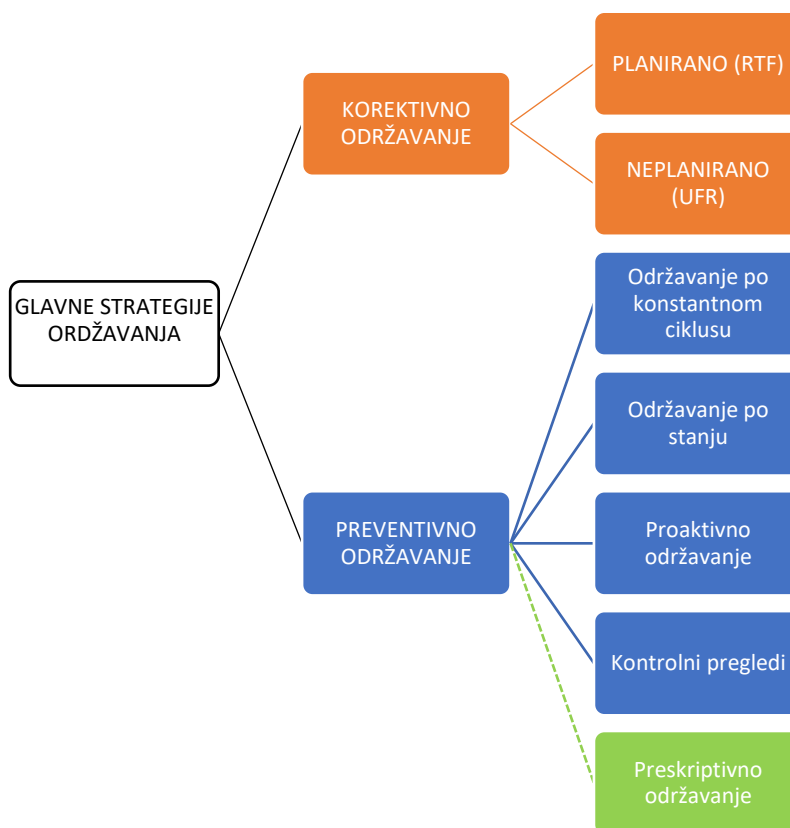 PLANIRANO (RTF)
KOREKTIVNO
ODRŽAVANJE
NEPLANIRANO
(UFR)
GLAVNE STRATEGIJE
ORDŽAVANJA
Održavanje po
konstantnom
ciklusu
Održavanje po
stanju
PREVENTIVNO
ODRŽAVANJE
Proaktivno
održavanje
Kontrolni pregledi
Preskriptivno
održavanje